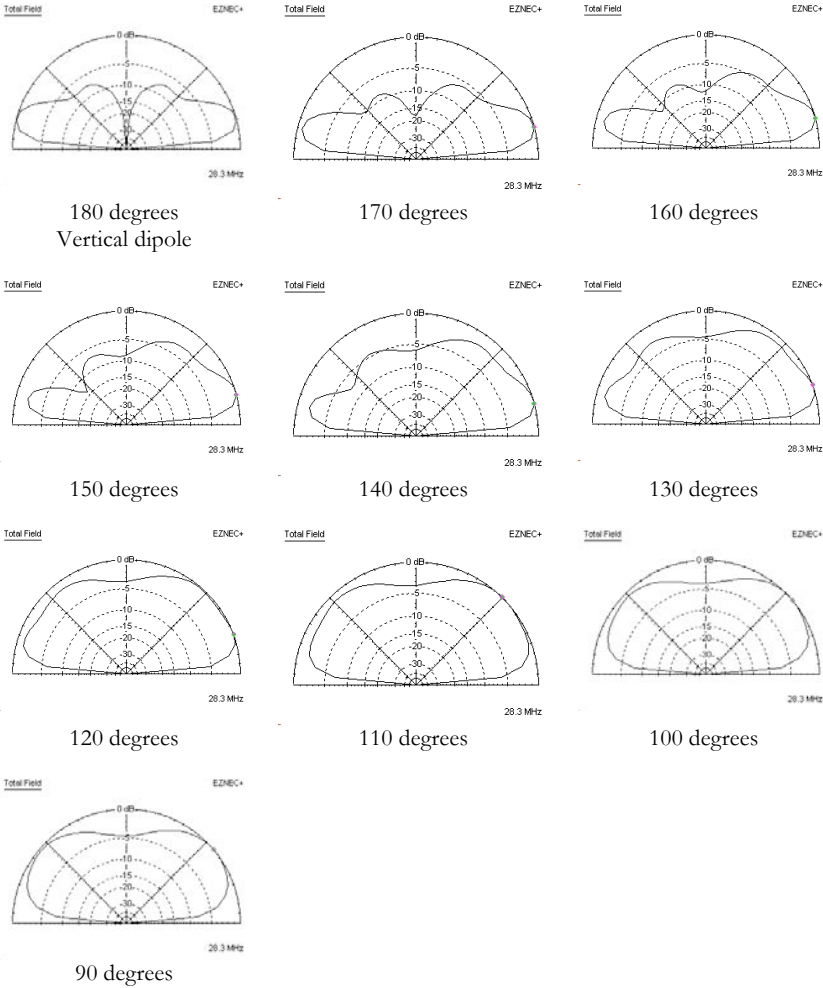 Total Field EZNEC+
0 dB
-5
-10
-15
-30
28.3 MHz
180 degrees
Vertical dipole
Total Field EZNEC+
0 dB
-5
-10
-15
-20
-30
28.3 MHz
170 degrees
Total Field EZNEC+
0 dB
-5
-10
-15
-20
-30
28.3 MHz
160 degrees
Total Field EZNEC+
0 dB
-5
-10
-15
-20
-30
28.3 MHz
150 degrees
Total Field EZNEC+
0 dB
-5
-10
-15
-20
-30
28.3 MHz
140 degrees
Total Field EZNEC+
0 dB
-5
-10
-15
-20
-30
28.3 MHz
130 degrees
Total Field EZNEC+
0 dB
-5
-10
-15
-20
-30
28.3 MHz
120 degrees
Total Field EZNEC+
0 dB
-5
-10
-15
-20
-30
28.3 MHz
110 degrees
Total Field EZNEC+
0 dB
-5
-10
-15
-20
-30
28.3 MHz
100 degrees
Total Field EZNEC+
0 dB
-5
-10
-15
-20
-30
28.3 MHz
90 degrees